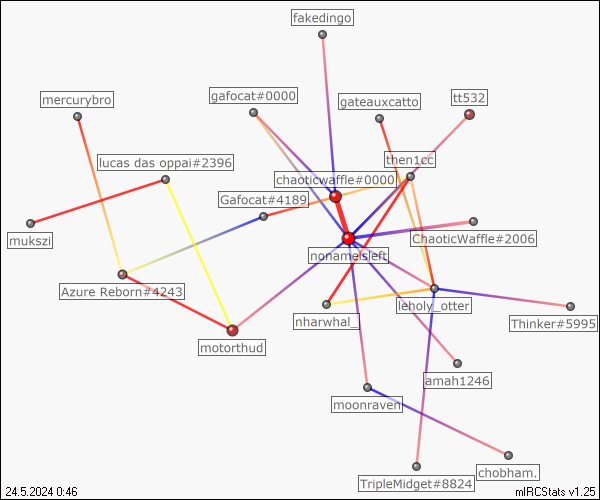 fakedingo
mercurybro
gafocat#0000
gateauxcatto
tt532
lucas das oppai#2396
then1cc
chaoticwaffle#0000
Gafocat#4189
mukszi
ChaoticWaffle#2006
nonameisleft
Azure Reborn#4243
leholy_otter
nharwhal_
Thinker#5995
motorthud
amah1246
moonraven
chobham.
TripleMidget#8824
24.5.2024 0:46
mIRCStats v1.25